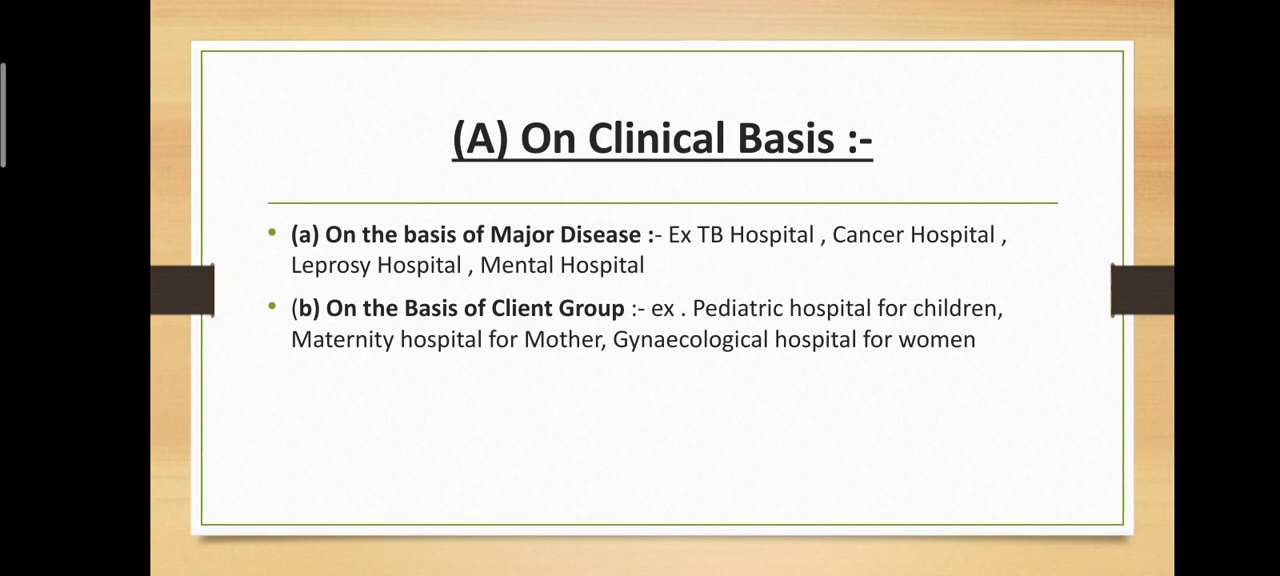 (A) On Clinical Basis :-
• (a) On the basis of Major Disease :- Ex TB Hospital , Cancer Hospital ,
Leprosy Hospital , Mental Hospital
• (b) On the Basis of Client Group :- ex . Pediatric hospital for children,
Maternity hospital for Mother, Gynaecological hospital for women